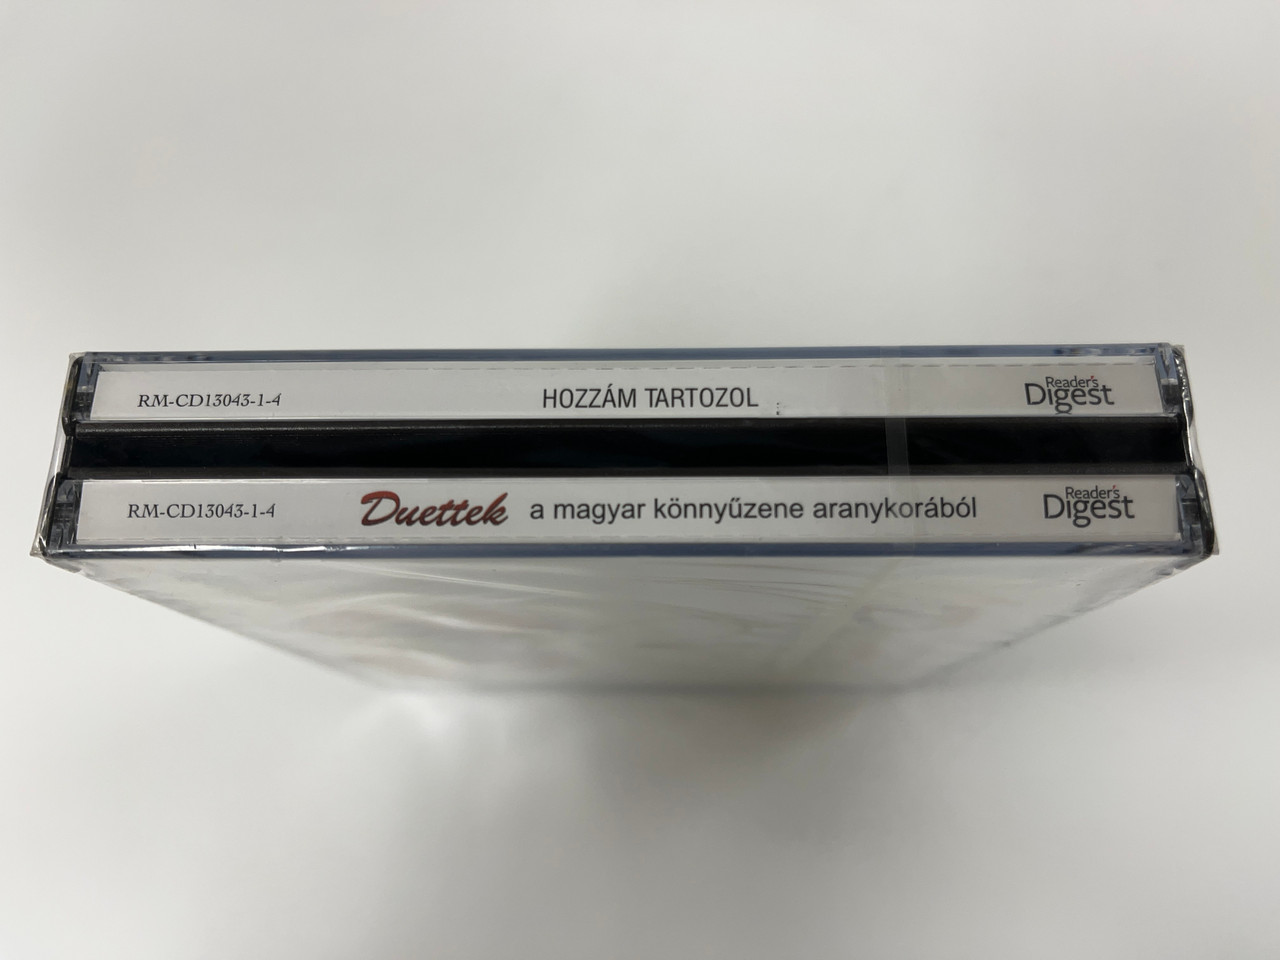 RM-CD13043-1-4 HOZZÁM TARTOZOL Reader's Digest
RM-CD13043-1-4 Duettek a magyar könnyűzene aranykorából Reader's Digest